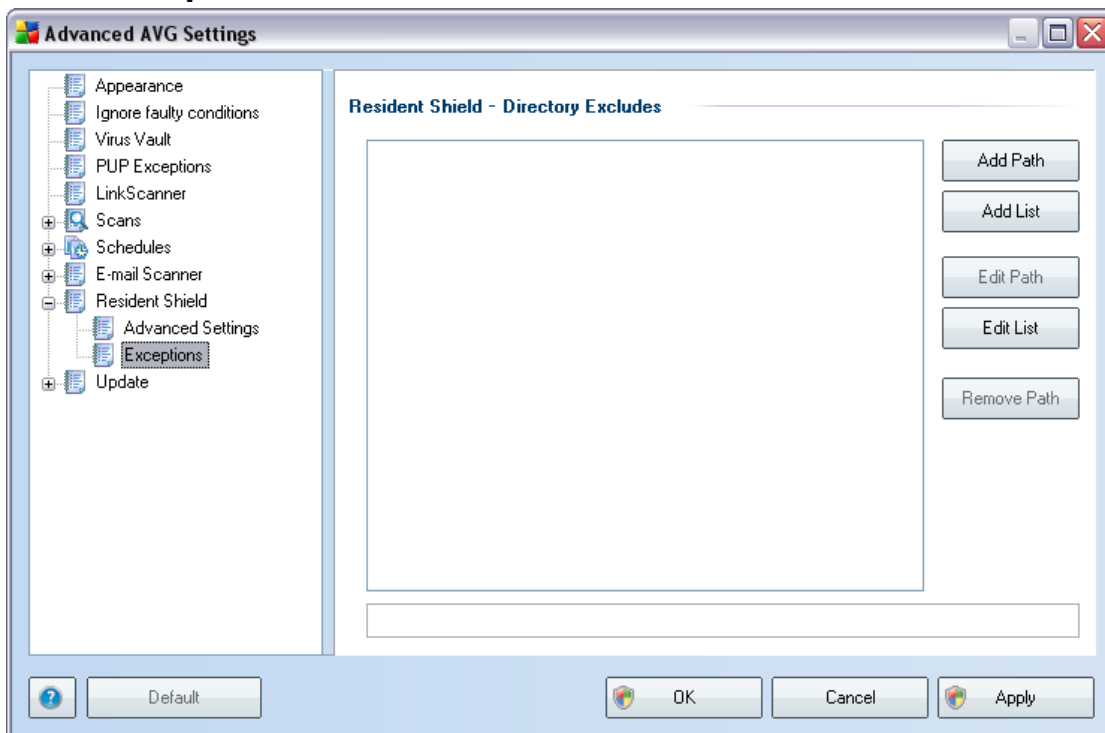 Advanced AVG Settings
Appearance
Ignore faulty conditions
Virus Vault
PUP Exceptions
LinkScanner
Scans
Schedules
E-mail Scanner
Resident Shield
Advanced Settings
Exceptions
Update
Resident Shield - Directory Excludes
Add Path
Add List
Edit Path
Edit List
Remove Path
Default
OK
Cancel
Apply